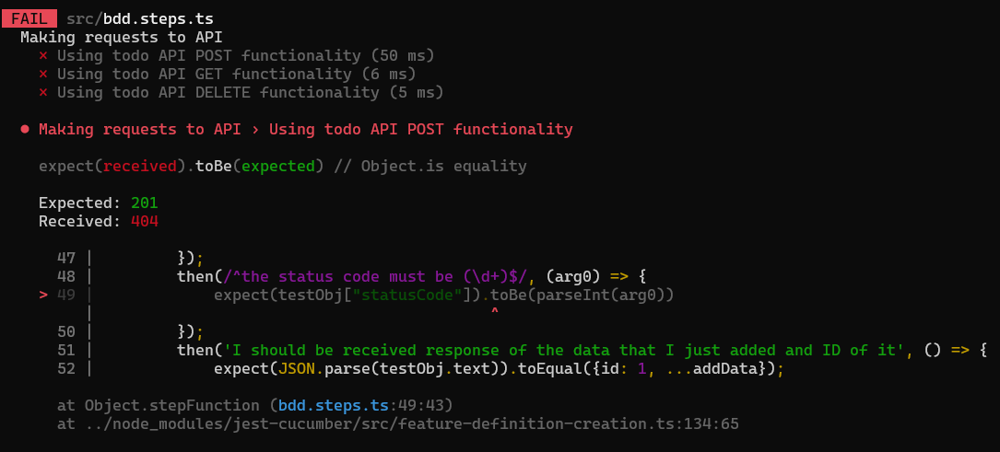 FAIL src/bdd.steps.ts
Making requests to API
× Using todo API POST functionality (50 ms)
× Using todo API GET functionality (6 ms)
× Using todo API DELETE functionality (5 ms)
● Making requests to API › Using todo API POST functionality
expect(received).toBe(expected) // Object.is equality
Expected: 201
Received: 404
47 |         });
48 |         then(/^the status code must be (\d+)$/, (arg0) => {
> 49 |             expect(testObj["statusCode"]).toBe(parseInt(arg0))
|                                           ^
50 |         });
51 |         then('I should be received response of the data that I just added and ID of it', () => {
52 |             expect(JSON.parse(testObj.text)).toEqual({id: 1, ...addData});
at Object.stepFunction (bdd.steps.ts:49:43)
at ../node_modules/jest-cucumber/src/feature-definition-creation.ts:134:65